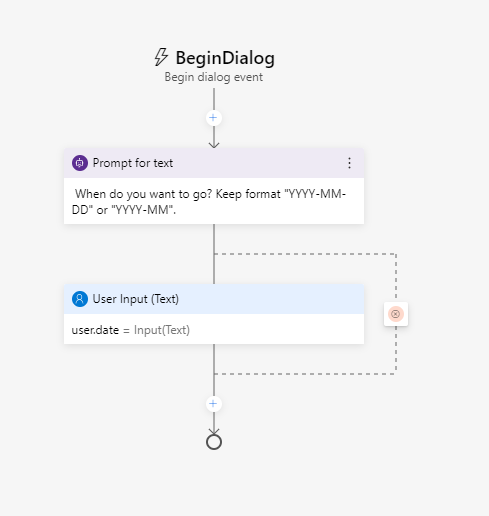 BeginDialog
Begin dialog event
Prompt for text
When do you want to go? Keep format "YYYY-MM-
DD" or "YYYY-MM".
User Input (Text)
user.date = Input(Text)